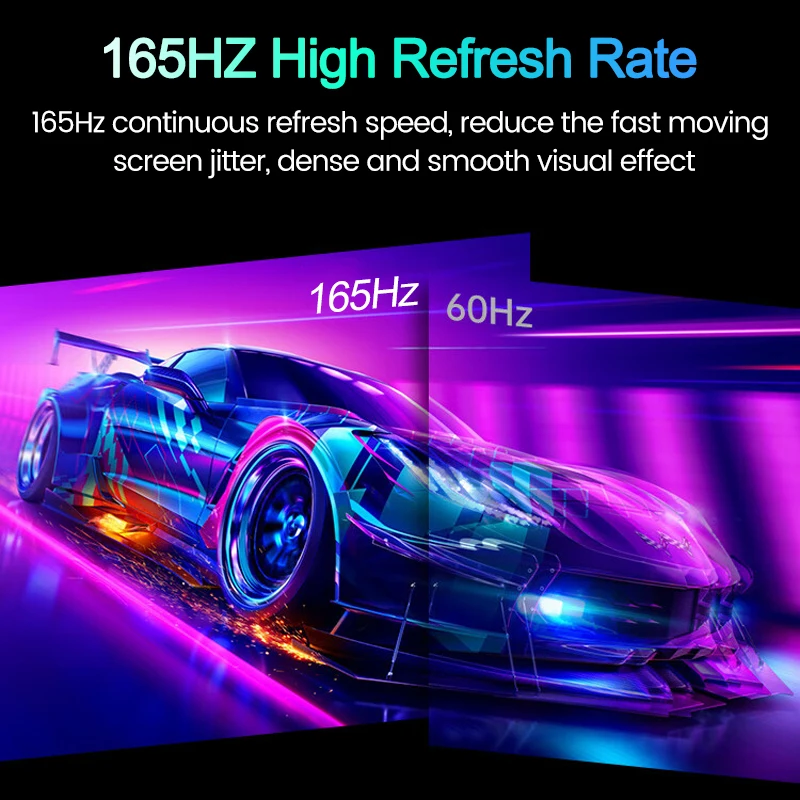 165HZ High Refresh Rate
165Hz continuous refresh speed, reduce the fast moving
screen jitter, dense and smooth visual effect
165Hz
60Hz